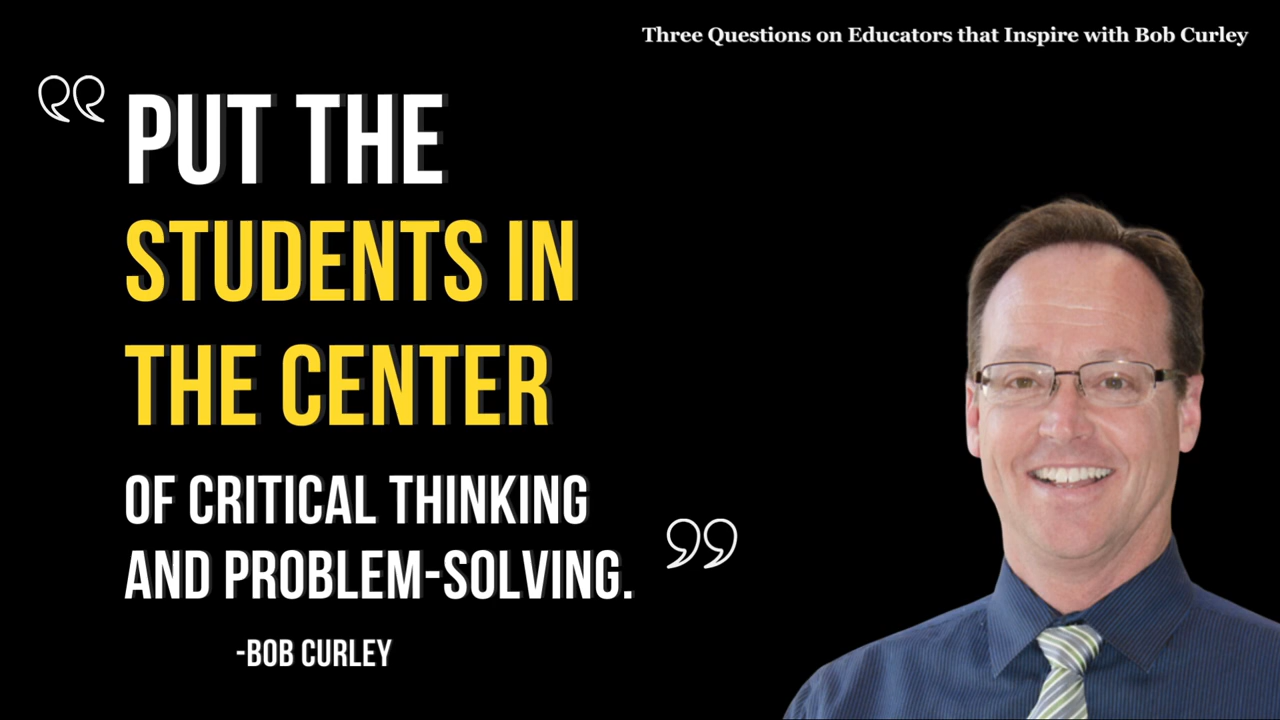 Three Questions on Educators that Inspire with Bob Curley
“PUT THE
STUDENTS IN
THE CENTER
OF CRITICAL THINKING
AND PROBLEM-SOLVING.”
-BOB CURLEY